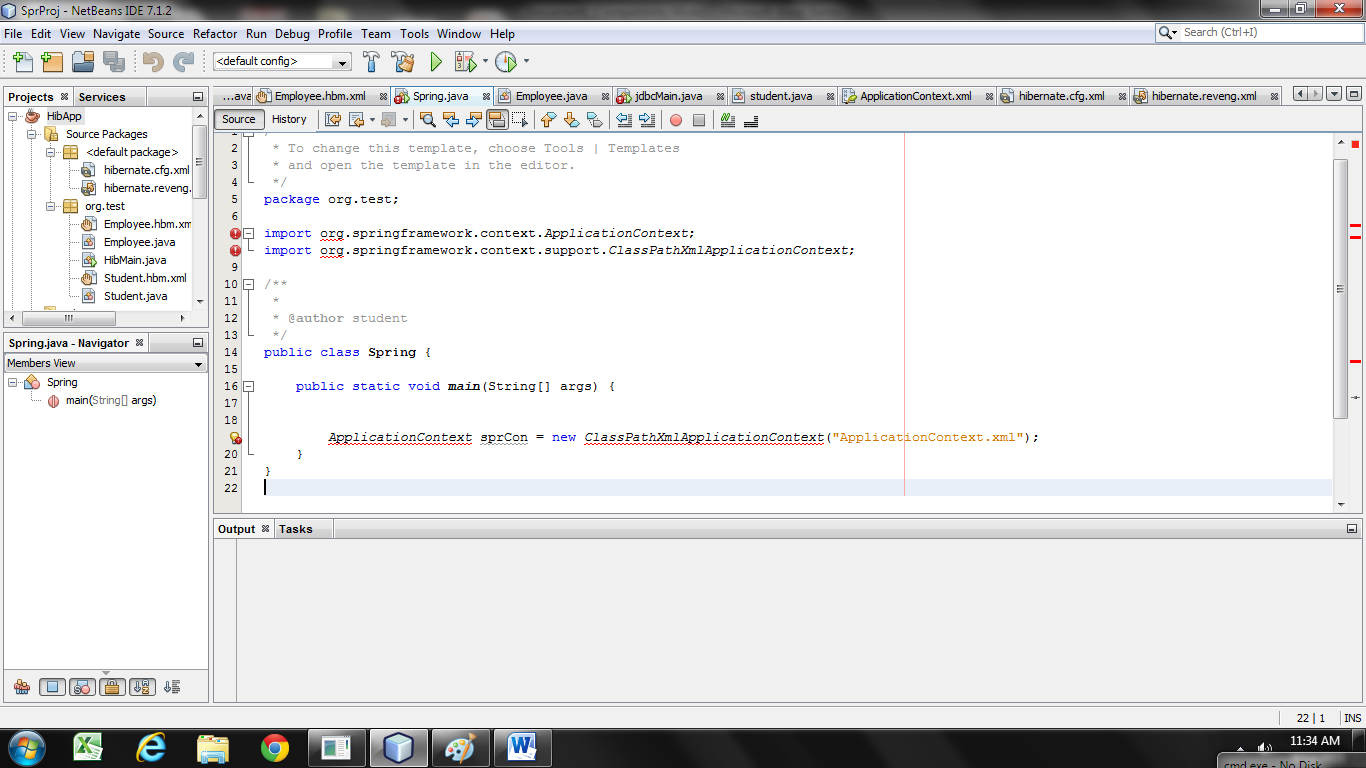 SprProj - NetBeans IDE 7.1.2
File Edit View Navigate Source Refactor Run Debug Profile Team Tools Window Help
Search (Ctrl+I)
<default config>
Projects Services
HibApp
Source Packages
<default package>
hibernate.cfg.xml
hibernate.reveng.
org.test
Employee.hbm.xm
Employee.java
HibMain.java
Student.hbm.xml
Student.java
Spring.java - Navigator
Members View
Spring
main(String[] args)
...ava Employee.hbm.xml Spring.java Employee.java jdbcMain.java student.java ApplicationContext.xml hibernate.cfg.xml hibernate.reveng.xml
Source History
2 * To change this template, choose Tools | Templates
3 * and open the template in the editor.
4 */
5 package org.test;
6
import org.springframework.context.ApplicationContext;
import org.springframework.context.support.ClassPathXmlApplicationContext;
9
10 /**
11 *
12 * @author student
13 */
14 public class Spring {
15
16 public static void main(String[] args) {
17
18
ApplicationContext sprCon = new ClassPathXmlApplicationContext("ApplicationContext.xml");
20 }
21 }
22
Output Tasks
22 | 1 INS
11:34 AM
cmd.exe - No Disk